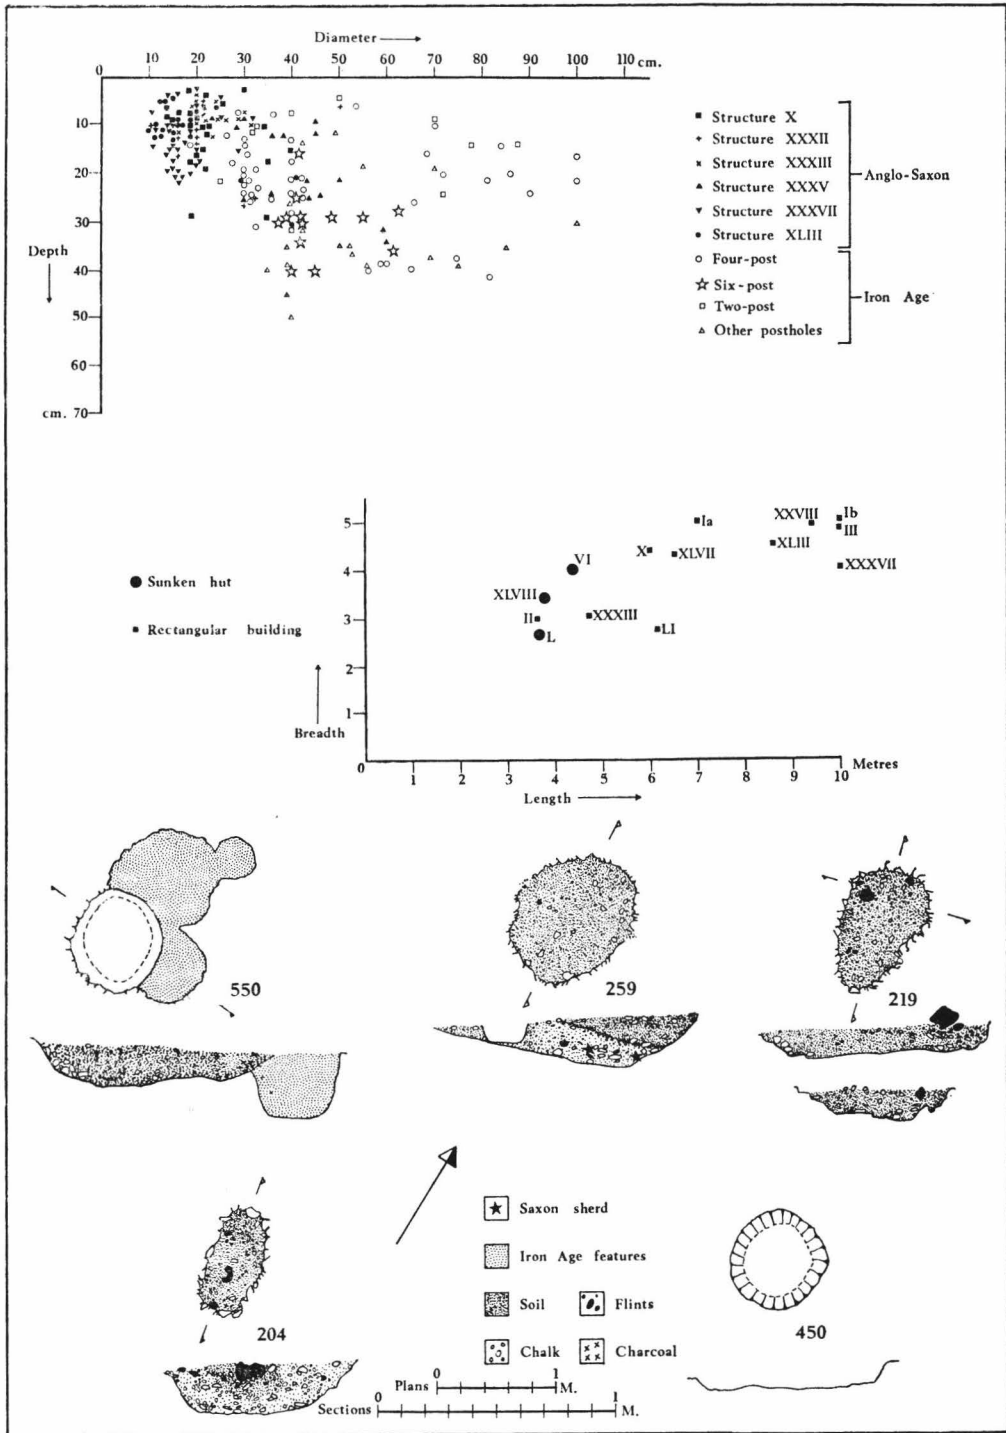 Diameter
0 10 20 30 40 50 60 70 80 90 100 110 cm.
10
20
30
40
50
60
cm. 70
Depth
Structure X
Structure XXXII
Structure XXXIII
Structure XXXV
Structure XXXVII
Structure XLIII
Anglo-Saxon
Four-post
Six-post
Two-post
Other postholes
Iron Age
5
4
3
2
1
Breadth
Sunken hut
Rectangular building
XXVIII Ib
Ia III
X XLVII XLIII
VI XXXVII
XLVIII
II XXXIII
L LI
0 1 2 3 4 5 6 7 8 9 10 Metres
Length
550
259
219
204
450
Saxon sherd
Iron Age features
Soil Flints
Chalk Charcoal
Plans 0 1 M.
Sections 0 1 M.